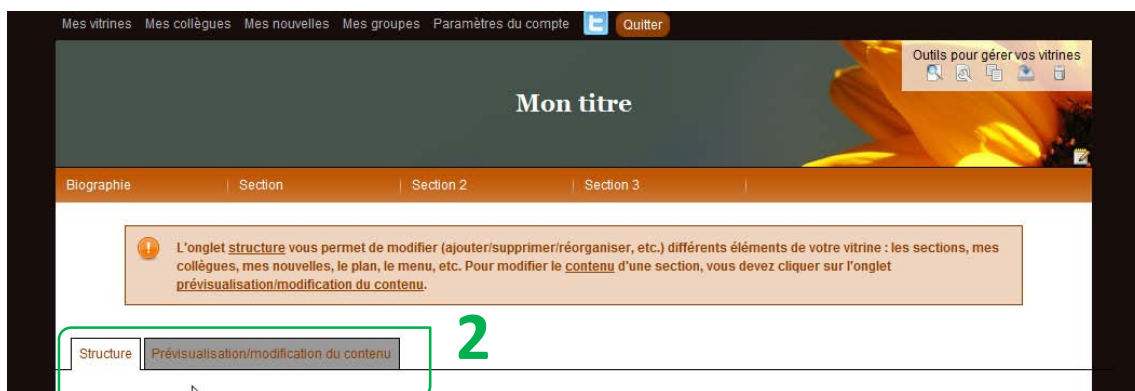 Mes vitrines Mes collègues Mes nouvelles Mes groupes Paramètres du compte Quitter
Outils pour gérer vos vitrines
Mon titre
Biographie Section Section 2 Section 3
L'onglet structure vous permet de modifier (ajouter/supprimer/réorganiser, etc.) différents éléments de votre vitrine : les sections, mes
collègues, mes nouvelles, le plan, le menu, etc. Pour modifier le contenu d'une section, vous devez cliquer sur l'onglet
prévisualisation/modification du contenu.
2
Structure Prévisualisation/modification du contenu